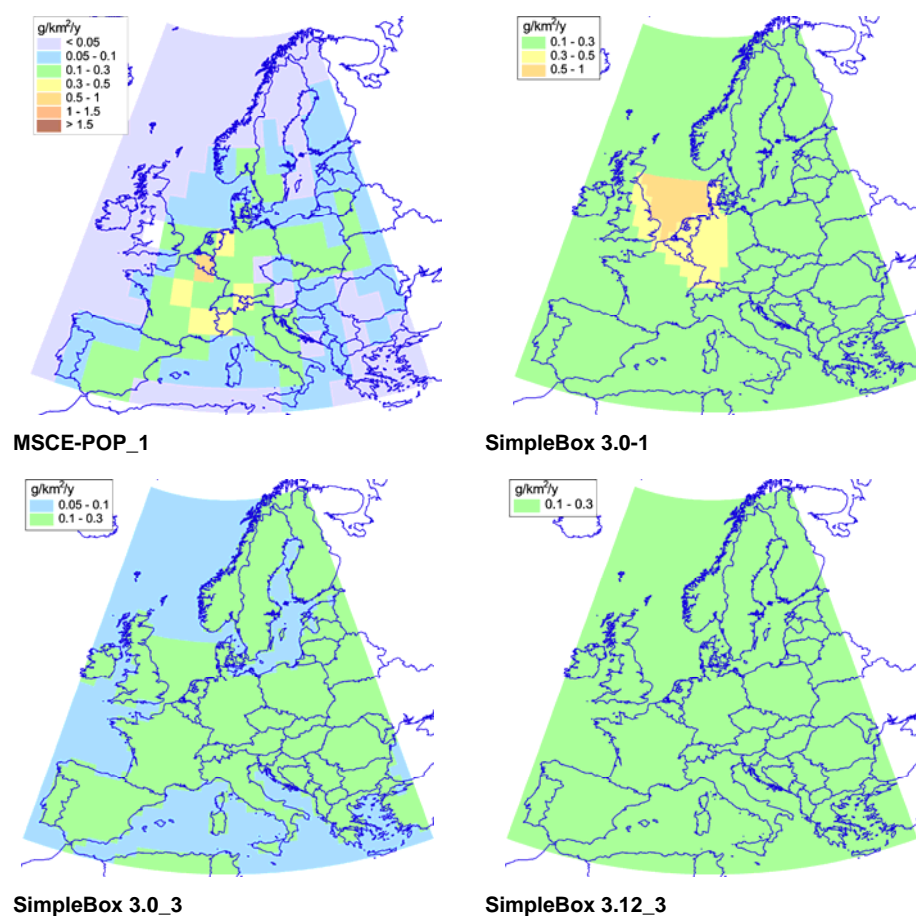 g/km²/y
< 0.05
0.05 - 0.1
0.1 - 0.3
0.3 - 0.5
0.5 - 1
1 - 1.5
> 1.5
g/km²/y
0.1 - 0.3
0.3 - 0.5
0.5 - 1
MSCE-POP_1
SimpleBox 3.0-1
g/km²/y
0.05 - 0.1
0.1 - 0.3
g/km²/y
0.1 - 0.3
SimpleBox 3.0_3
SimpleBox 3.12_3